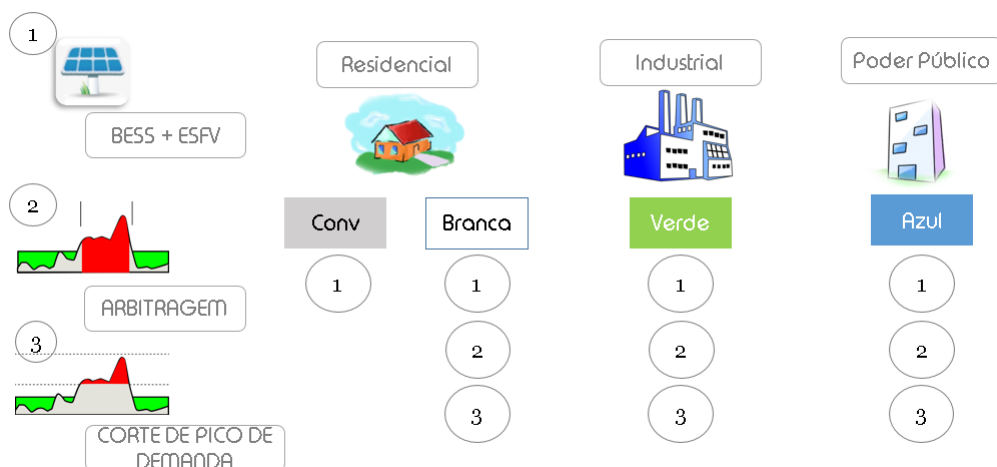 1
BESS + ESFV
2
ARBITRAGEM
3
CORTE DE PICO DE
DEMANDA
Residencial
Industrial
Poder Público
Conv
Branca
Verde
Azul
1
1
1
1
2
2
2
3
3
3